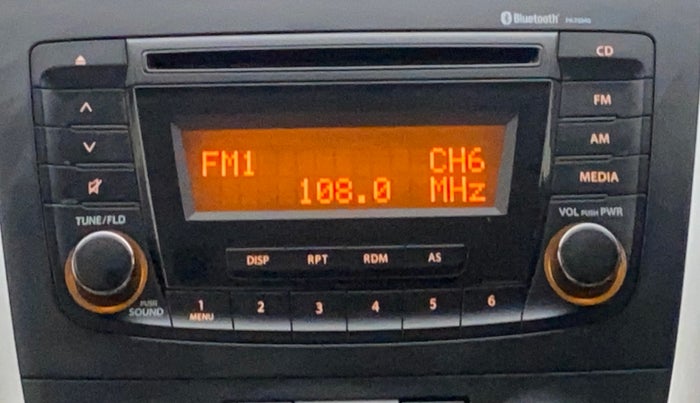 Bluetooth
CD
FM
AM
MEDIA
FM1 CH6
108.0 MHz
TUNE/FLD
VOL PUSH PWR
DISP RPT RDM AS
PUSH
SOUND
1 2 3 4 5 6
MENU